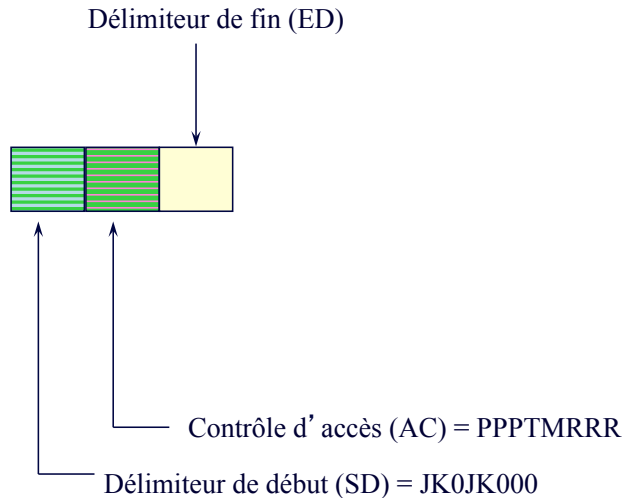 Délimiteur de fin (ED)
Contrôle d’accès (AC) = PPPTMRRR
Délimiteur de début (SD) = JK0JK000